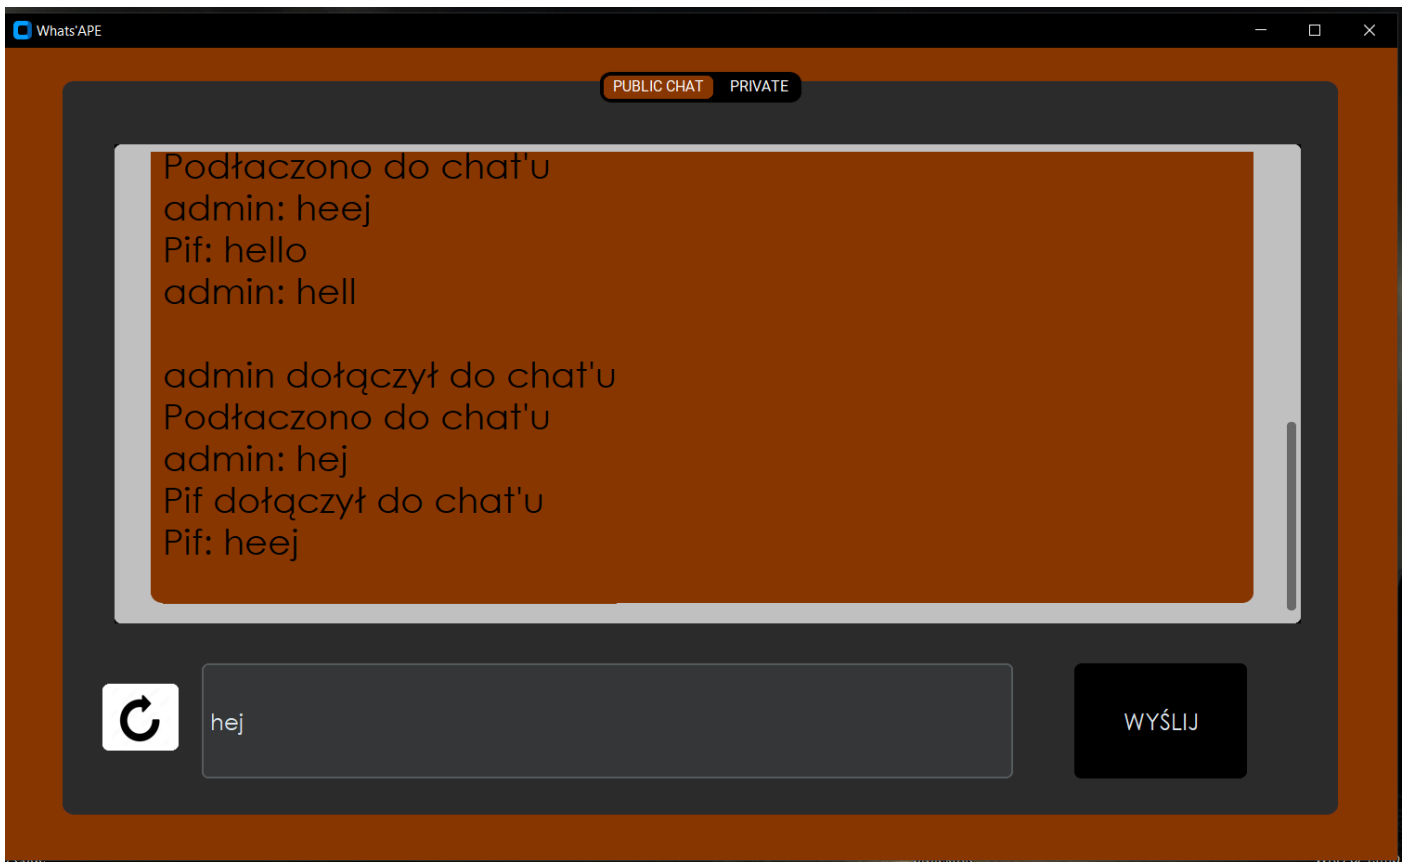 Whats'APE
PUBLIC CHAT PRIVATE
Podłaczono do chat'u
admin: heej
Pif: hello
admin: hell
admin dołączył do chat'u
Podłaczono do chat'u
admin: hej
Pif dołączył do chat'u
Pif: heej
hej
WYŚLIJ